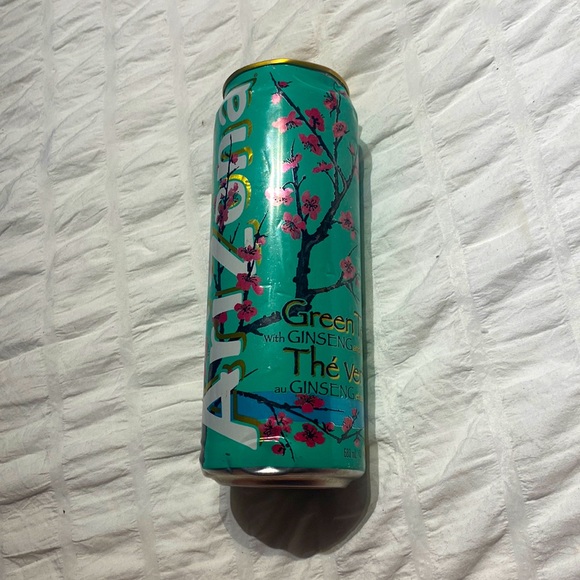 AriZona
Green
With GINSENG
Thé
au GINSENG